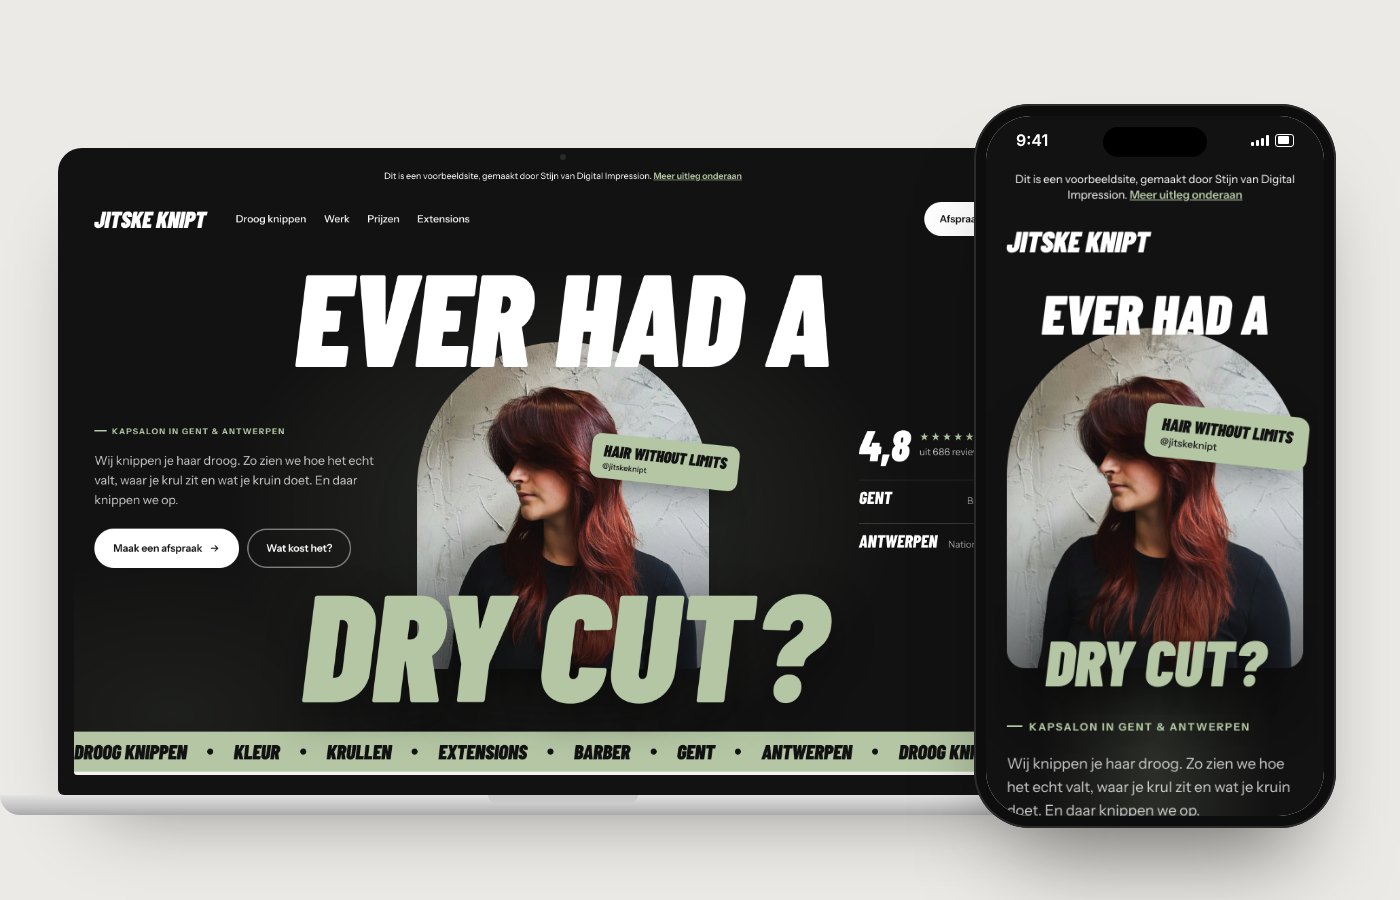 Dit is een voorbeeldsite, gemaakt door Stijn van Digital Impression. Meer uitleg onderaan
JITSKE KNIPT
Droog knippen
Werk
Prijzen
Extensions
EVER HAD A
KAPSALON IN GENT & ANTWERPEN
Wij knippen je haar droog. Zo zien we hoe het echt
valt, waar je krul zit en wat je kruin doet. En daar
knippen we op.
Maak een afspraak →
Wat kost het?
HAIR WITHOUT LIMITS
@jitskeknipt
4,8 ★★★★★
uit 686
GENT
ANTWERPEN
DRY CUT?
DROOG KNIPPEN • KLEUR • KRULLEN • EXTENSIONS • BARBER • GENT • ANTWERPEN • DROOG
9:41
Dit is een voorbeeldsite, gemaakt door Stijn van Digital
Impression. Meer uitleg onderaan
JITSKE KNIPT
EVER HAD A
HAIR WITHOUT LIMITS
@jitskeknipt
DRY CUT?
KAPSALON IN GENT & ANTWERPEN
Wij knippen je haar droog. Zo zien we hoe
het echt valt, waar je krul zit en wat je kruin
doet. En daar knippen we op.